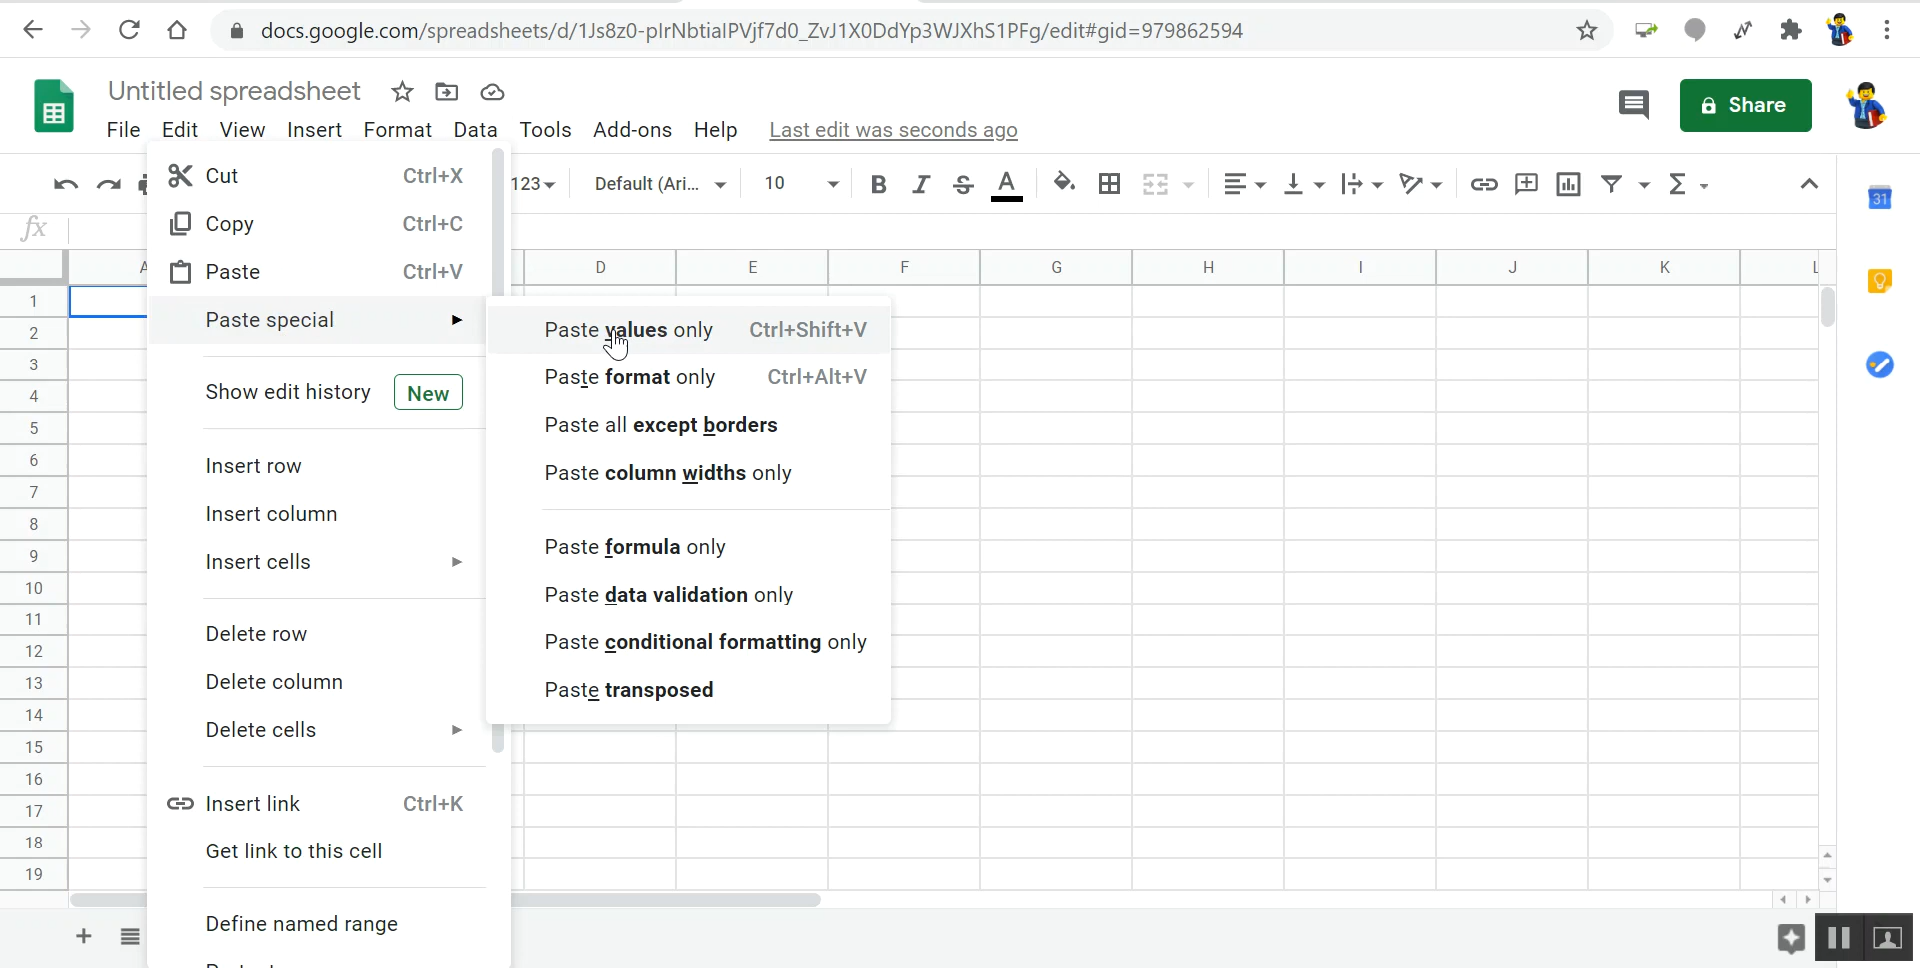 docs.google.com/spreadsheets/d/1Js8z0-pIrNbtiaIPVjf7d0_ZvJ1X0DdYp3WJXhS1PFg/edit#gid=979862594
Untitled spreadsheet
File Edit View Insert Format Data Tools Add-ons Help Last edit was seconds ago
Share
123 Default (Ari... 10 B I S A
fx
Cut Ctrl+X
Copy Ctrl+C
Paste Ctrl+V
Paste special
Show edit history New
Insert row
Insert column
Insert cells
Delete row
Delete column
Delete cells
Insert link Ctrl+K
Get link to this cell
Define named range
Paste values only Ctrl+Shift+V
Paste format only Ctrl+Alt+V
Paste all except borders
Paste column widths only
Paste formula only
Paste data validation only
Paste conditional formatting only
Paste transposed
A D E F G H I J K L
1
2
3
4
5
6
7
8
9
10
11
12
13
14
15
16
17
18
19
31